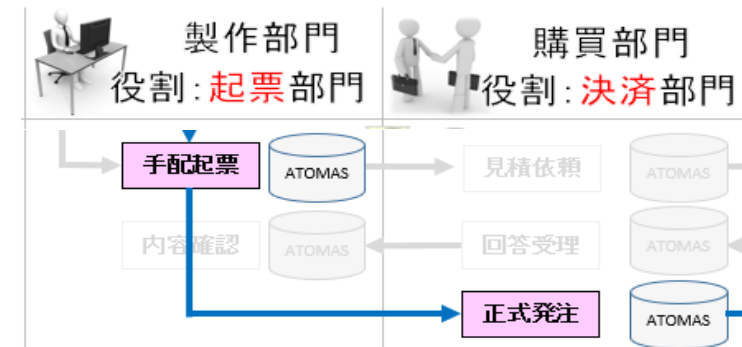 製作部門
役割:起票部門
購買部門
役割:決済部門
手配起票
ATOMAS
見積依頼
ATOMAS
内容確認
ATOMAS
回答受理
ATOMAS
正式発注
ATOMAS